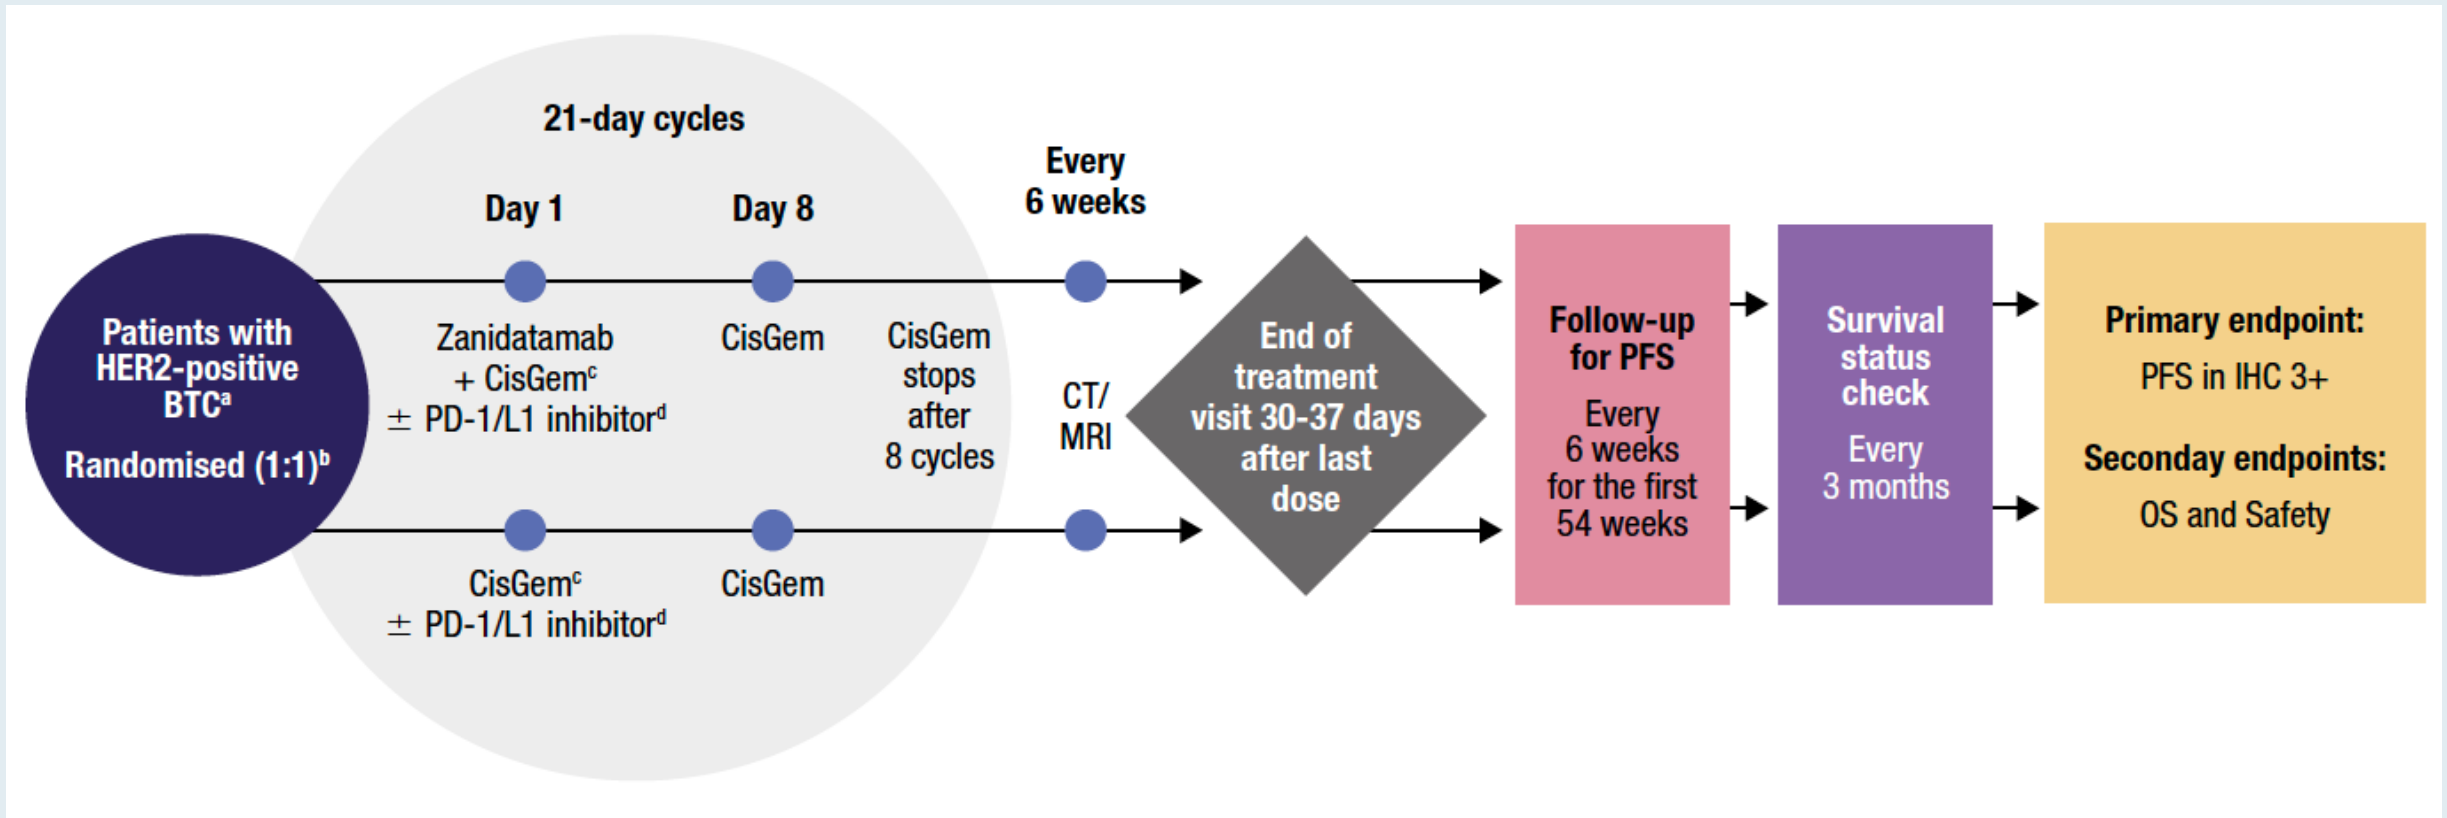 21-day cycles
Day 1
Day 8
Every
6 weeks
Patients with
HER2-positive
BTCᵃ
Randomised (1:1)ᵇ
Zanidatamab
+ CisGemᶜ
± PD-1/L1 inhibitorᵈ
CisGem
CisGem
stops
after
8 cycles
CT/
MRI
CisGemᶜ
± PD-1/L1 inhibitorᵈ
CisGem
End of
treatment
visit 30-37 days
after last
dose
Follow-up
for PFS
Every
6 weeks
for the first
54 weeks
Survival
status
check
Every
3 months
Primary endpoint:
PFS in IHC 3+
Seconday endpoints:
OS and Safety